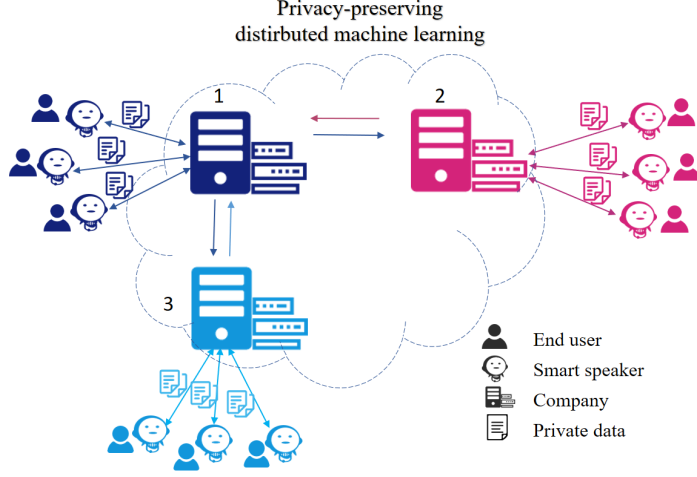 Privacy-preserving
distirbuted machine learning
1
2
3
End user
Smart speaker
Company
Private data